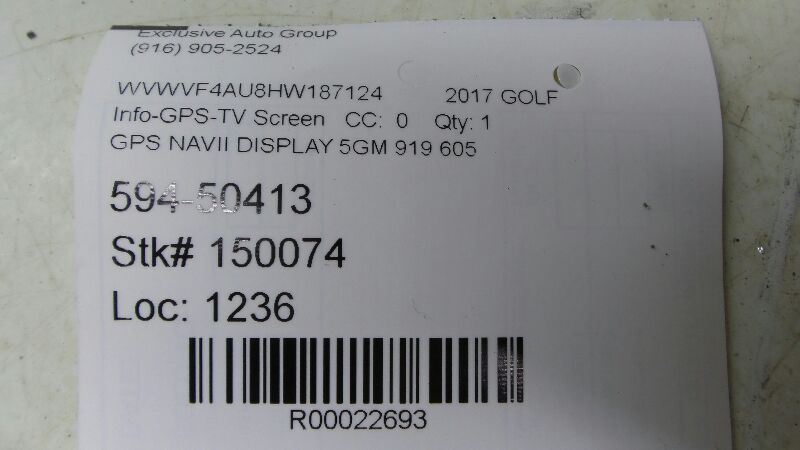 Exclusive Auto Group
(916) 905-2524
WVWVF4AU8HW187124 2017 GOLF
Info-GPS-TV Screen CC: 0 Qty: 1
GPS NAVII DISPLAY 5GM 919 605
594-50413
Stk# 150074
Loc: 1236
R00022693